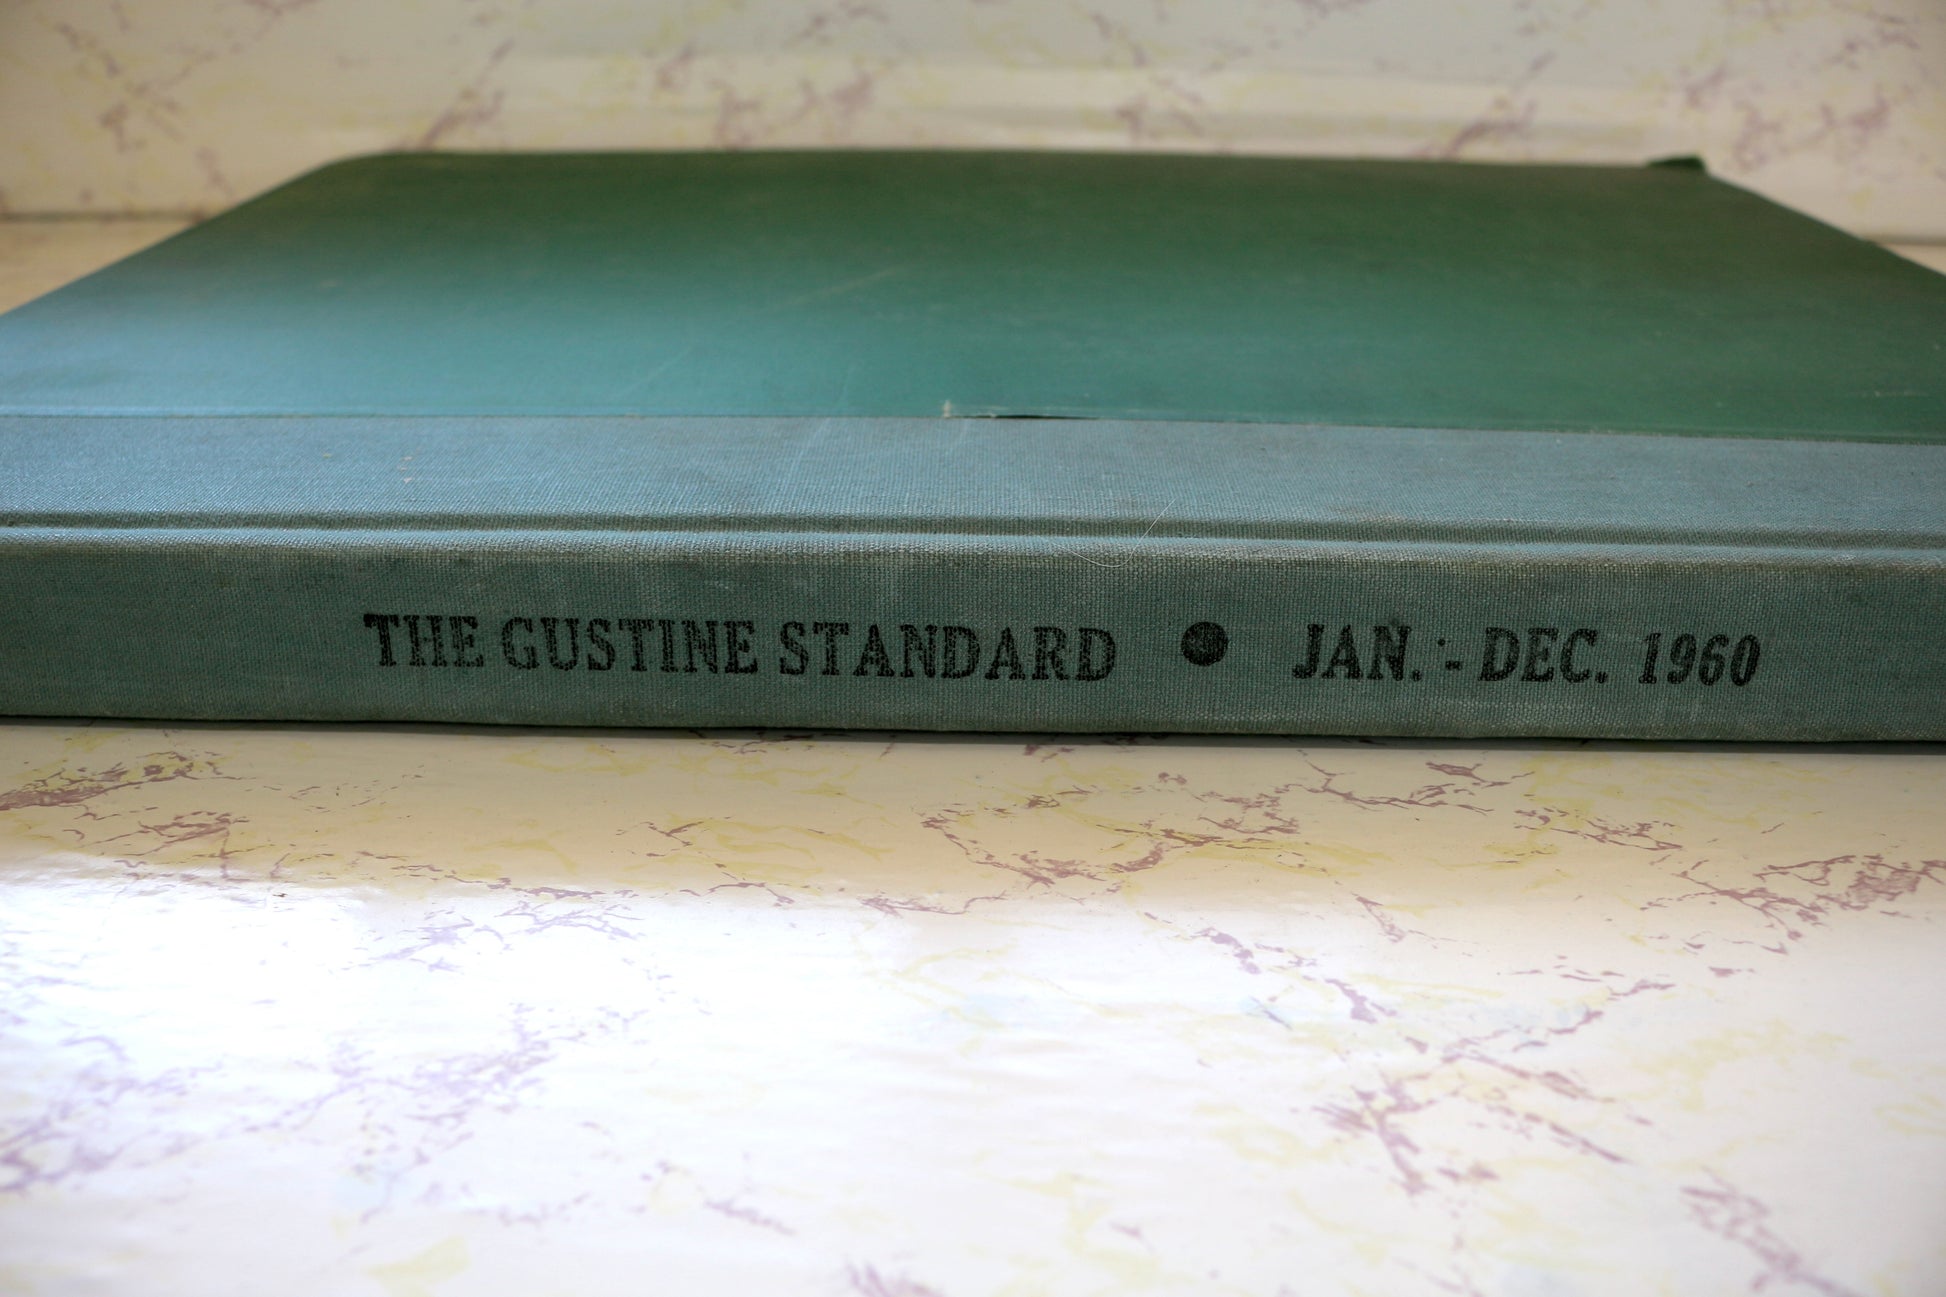 THE GUSTINE STANDARD ● JAN. - DEC. 1960